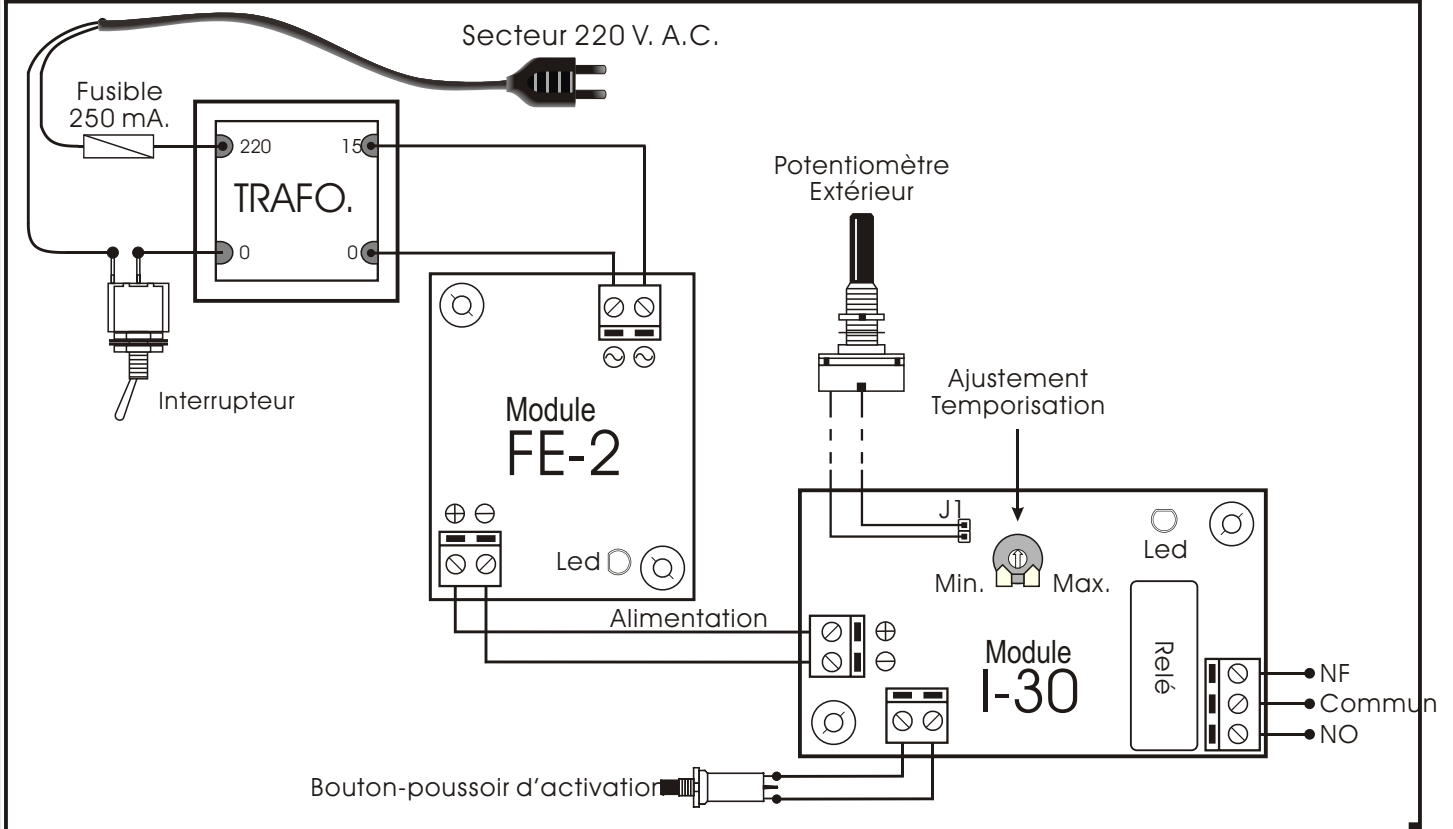 Secteur 220 V. A.C.
Fusible
250 mA.
220
15
TRAFO.
0
0
Interrupteur
Potentiomètre
Extérieur
Ajustement
Temporisation
Module
FE-2
Led
J1
Led
Min.
Max.
Alimentation
Module
I-30
Relé
NF
Commun
NO
Bouton-poussoir d'activation